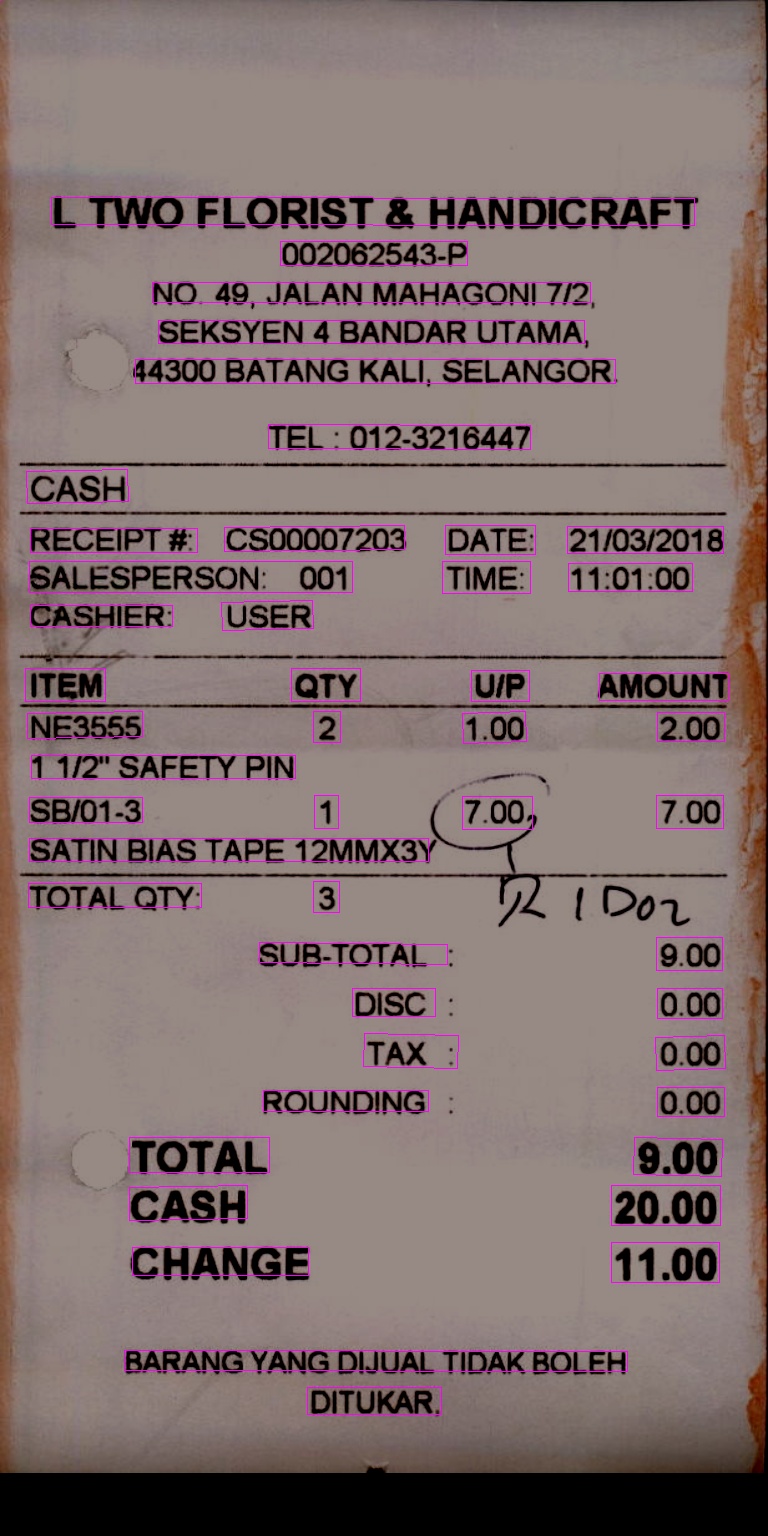 L TWO FLORIST & HANDICRAFT
002062543-P
NO. 49, JALAN MAHAGONI 7/2,
SEKSYEN 4 BANDAR UTAMA,
44300 BATANG KALI, SELANGOR.
TEL : 012-3216447
CASH
RECEIPT #: CS00007203 DATE: 21/03/2018
SALESPERSON: 001 TIME: 11:01:00
CASHIER: USER
ITEM QTY U/P AMOUNT
NE3555 2 1.00 2.00
1 1/2" SAFETY PIN
SB/01-3 1 7.00 7.00
SATIN BIAS TAPE 12MMX3Y
TOTAL QTY: 3
1 Doz
SUB-TOTAL : 9.00
DISC : 0.00
TAX : 0.00
ROUNDING : 0.00
TOTAL 9.00
CASH 20.00
CHANGE 11.00
BARANG YANG DIJUAL TIDAK BOLEH
DITUKAR.